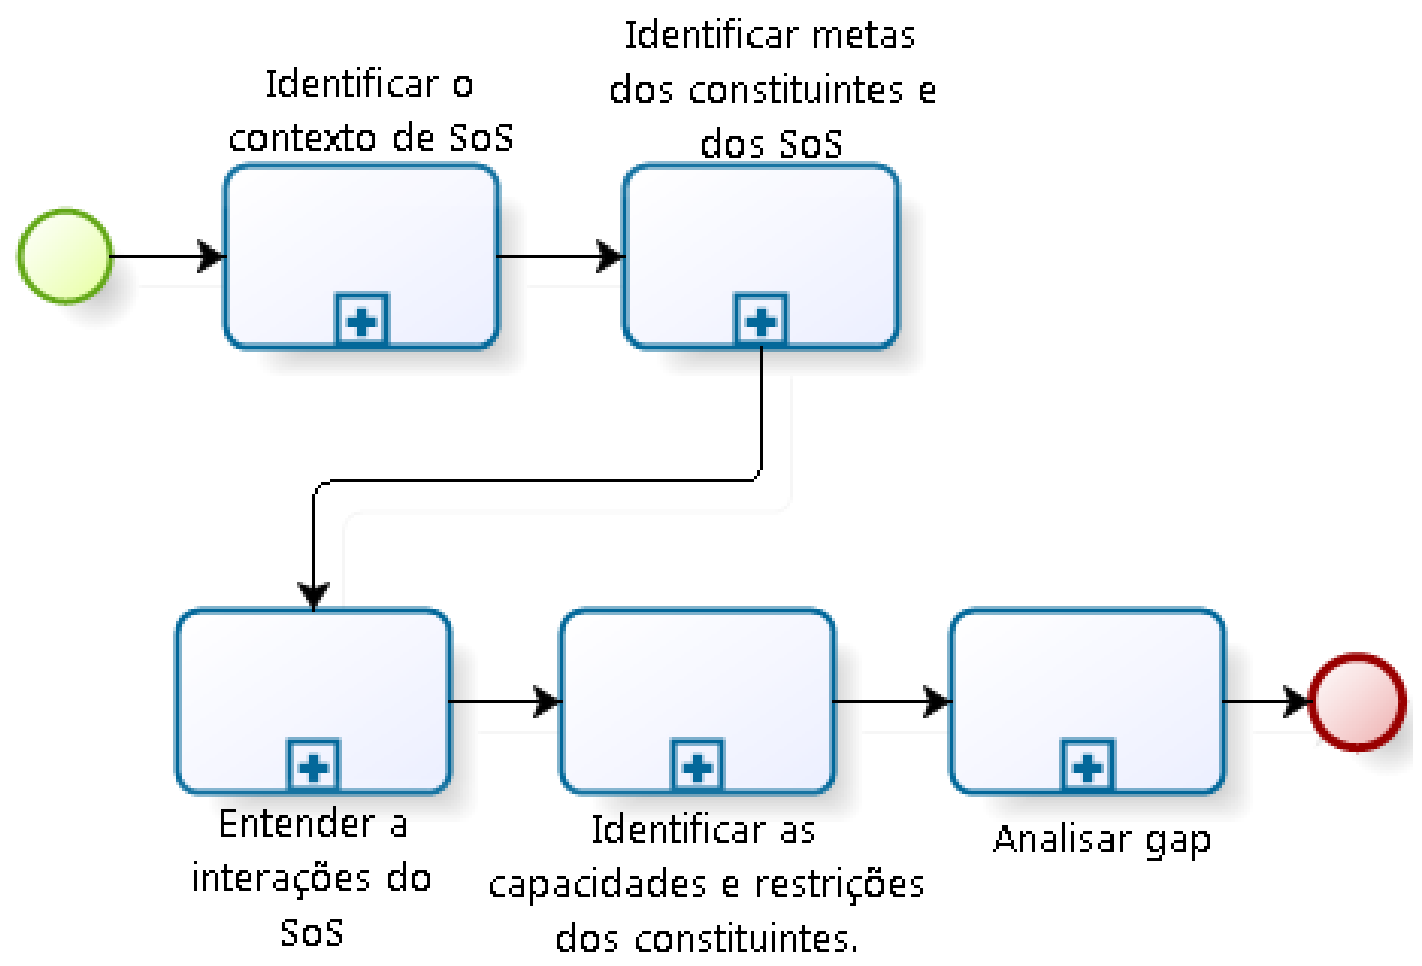 Identificar o
contexto de SoS
Identificar metas
dos constituintes e
dos SoS
Entender a
interações do
SoS
Identificar as
capacidades e restrições
dos constituintes.
Analisar gap